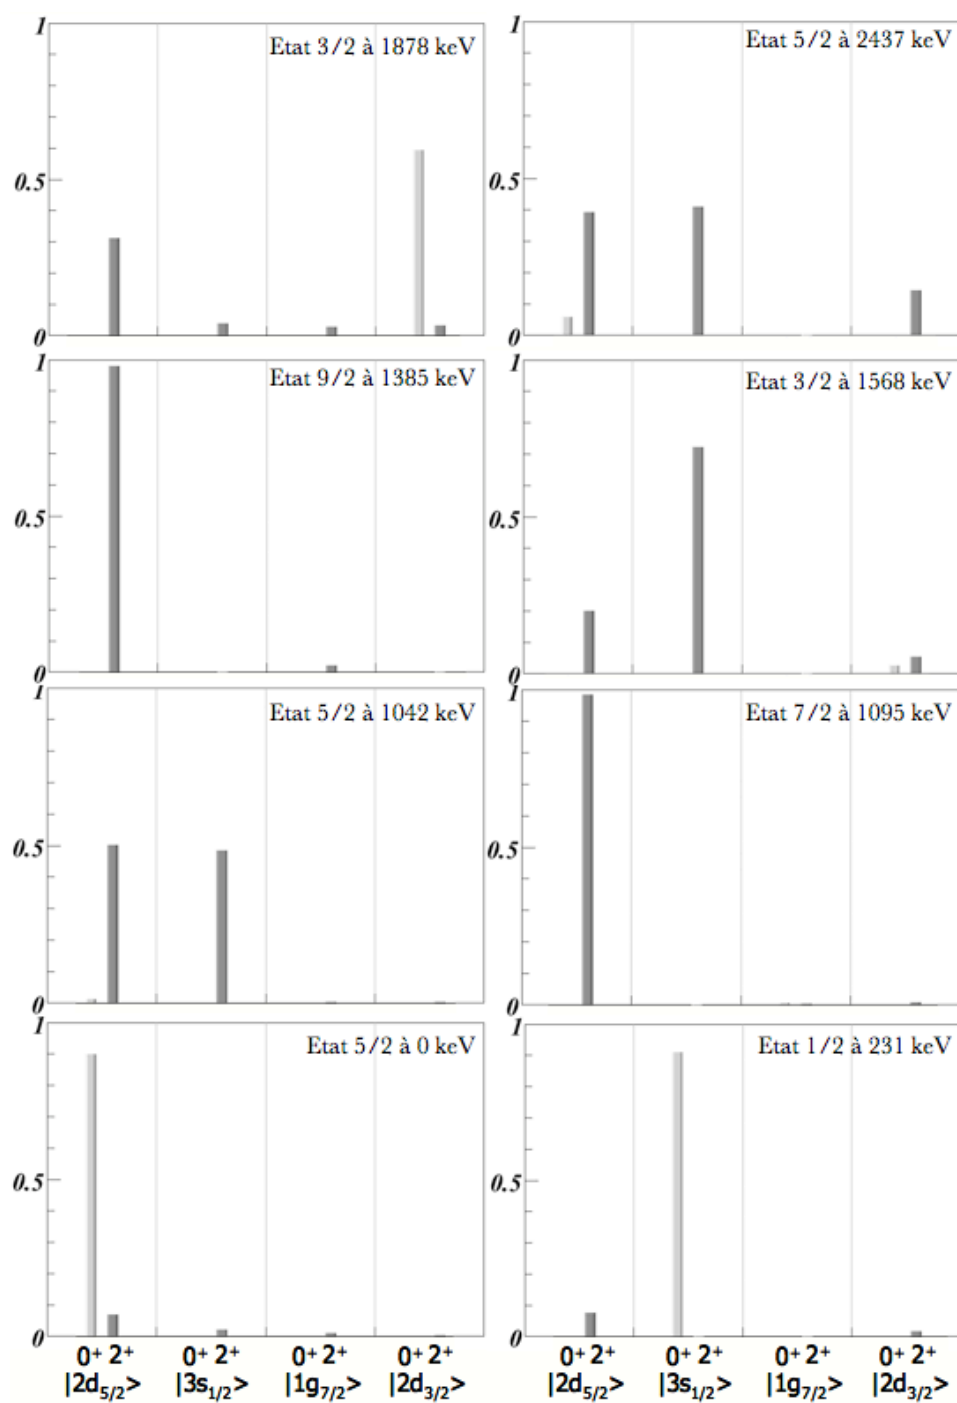 1
Etat 3/2 à 1878 keV
0.5
0
1
Etat 5/2 à 2437 keV
0.5
0
1
Etat 9/2 à 1385 keV
0.5
0
1
Etat 3/2 à 1568 keV
0.5
0
1
Etat 5/2 à 1042 keV
0.5
0
1
Etat 7/2 à 1095 keV
0.5
0
1
Etat 5/2 à 0 keV
0.5
0
1
Etat 1/2 à 231 keV
0.5
0
0+ 2+ 0+ 2+ 0+ 2+ 0+ 2+
|2d5/2> |3s1/2> |1g7/2> |2d3/2>
0+ 2+ 0+ 2+ 0+ 2+ 0+ 2+
|2d5/2> |3s1/2> |1g7/2> |2d3/2>